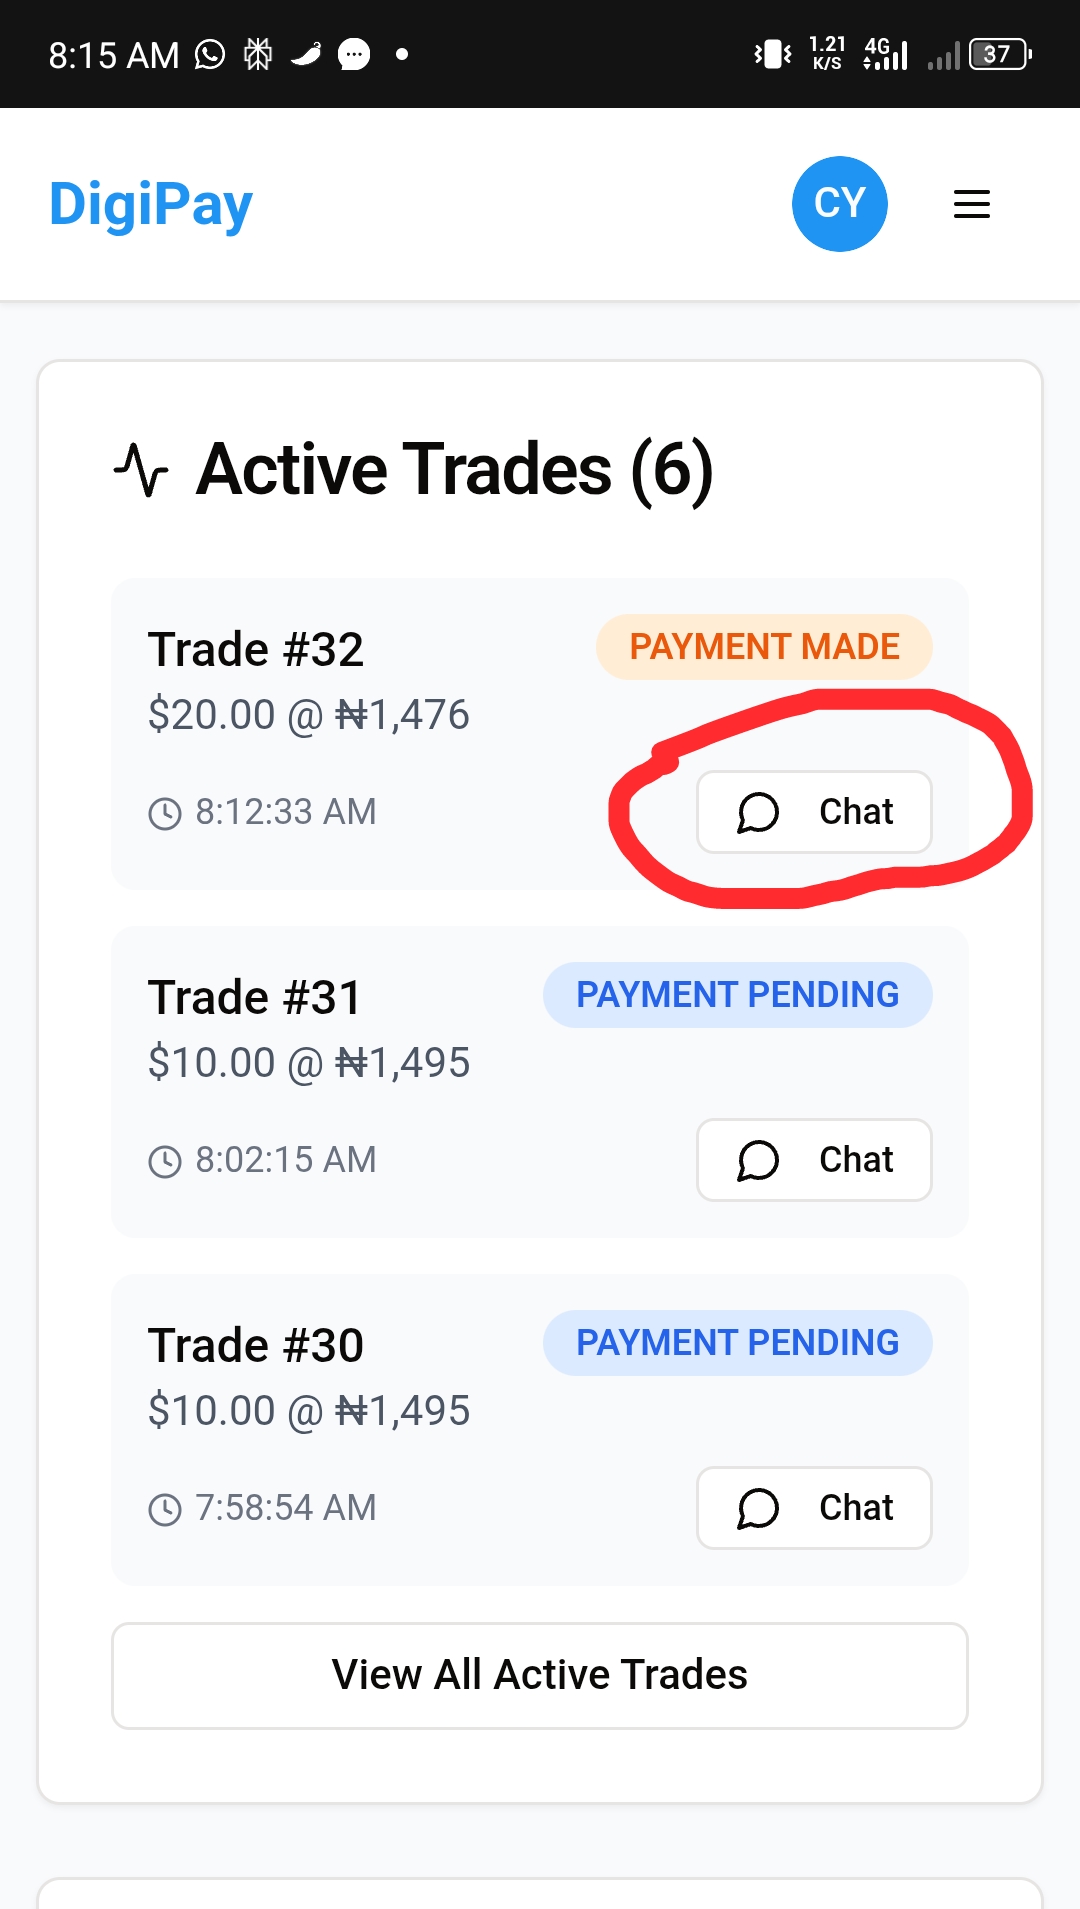 8:15 AM
1.21 K/S
4G
37
DigiPay
CY
Active Trades (6)
Trade #32
PAYMENT MADE
$20.00 @ ₦1,476
8:12:33 AM
Chat
Trade #31
PAYMENT PENDING
$10.00 @ ₦1,495
8:02:15 AM
Chat
Trade #30
PAYMENT PENDING
$10.00 @ ₦1,495
7:58:54 AM
Chat
View All Active Trades